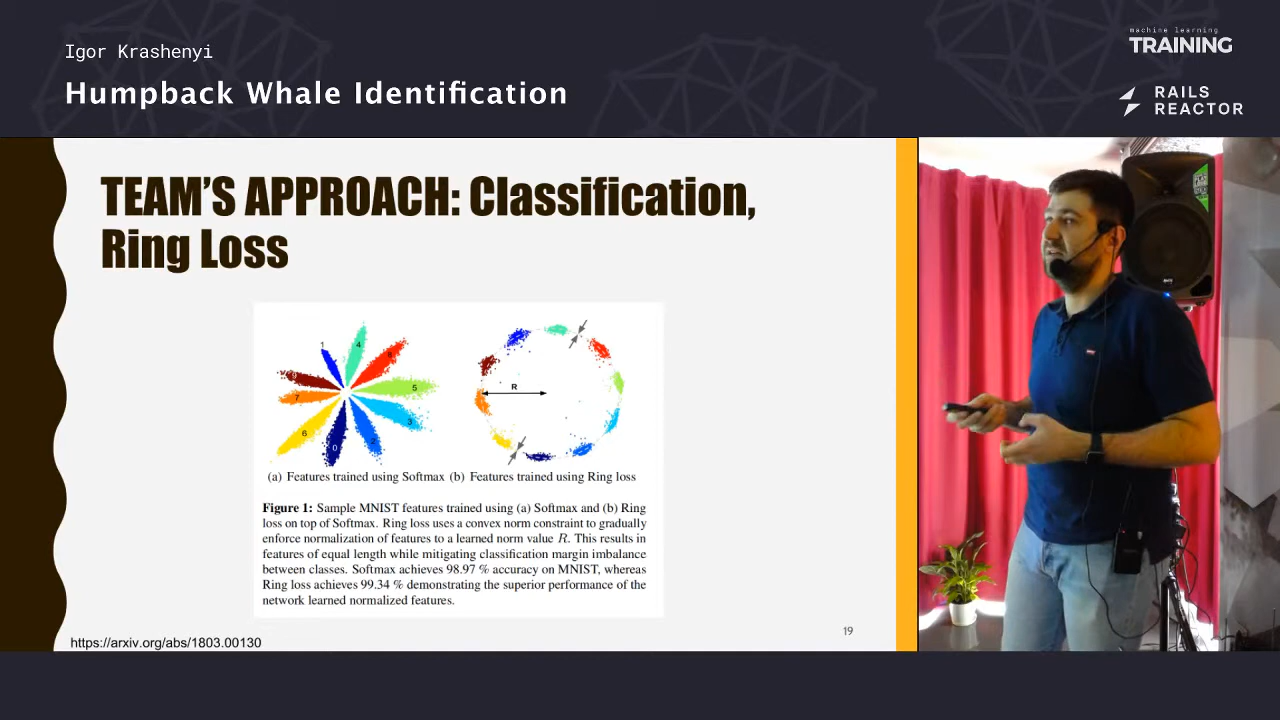 Igor Krashenyi
Humpback Whale Identification
machine learning
TRAINING
RAILS
REACTOR
TEAM'S APPROACH: Classification,
Ring Loss
1
4
8
5
7
3
6
0
2
R
(a) Features trained using Softmax (b) Features trained using Ring loss
Figure 1: Sample MNIST features trained using (a) Softmax and (b) Ring
loss on top of Softmax. Ring loss uses a convex norm constraint to gradually
enforce normalization of features to a learned norm value R. This results in
features of equal length while mitigating classification margin imbalance
between classes. Softmax achieves 98.97 % accuracy on MNIST, whereas
Ring loss achieves 99.34 % demonstrating the superior performance of the
network learned normalized features.
https://arxiv.org/abs/1803.00130
19